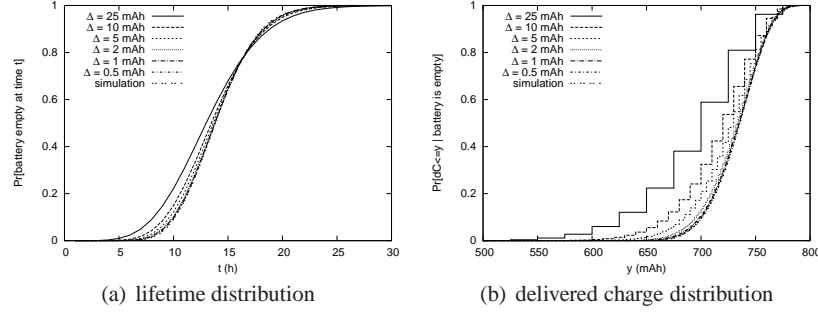 Pr[battery empty at time t]
1
0.8
0.6
0.4
0.2
0
Δ = 25 mAh
Δ = 10 mAh
Δ = 5 mAh
Δ = 2 mAh
Δ = 1 mAh
Δ = 0.5 mAh
simulation
0 5 10 15 20 25 30
t (h)
(a) lifetime distribution
Pr[dC<=y | battery is empty]
1
0.8
0.6
0.4
0.2
0
Δ = 25 mAh
Δ = 10 mAh
Δ = 5 mAh
Δ = 2 mAh
Δ = 1 mAh
Δ = 0.5 mAh
simulation
500 550 600 650 700 750 800
y (mAh)
(b) delivered charge distribution